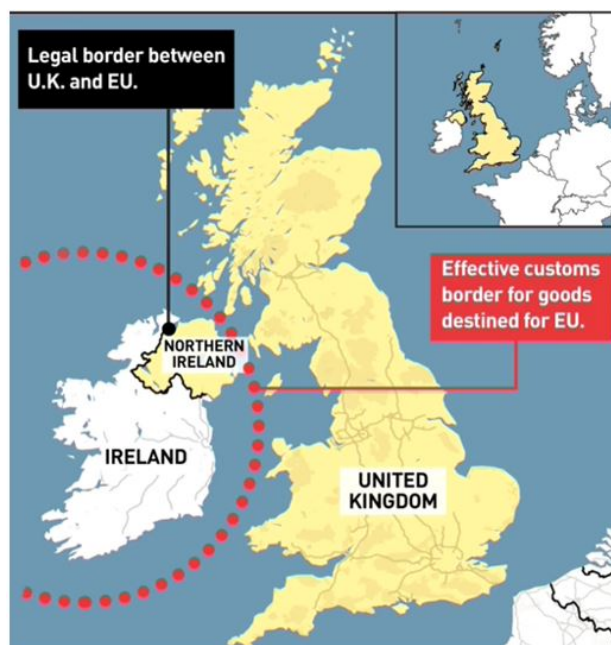 Legal border between
U.K. and EU.
Effective customs
border for goods
destined for EU.
NORTHERN
IRELAND
IRELAND
UNITED
KINGDOM